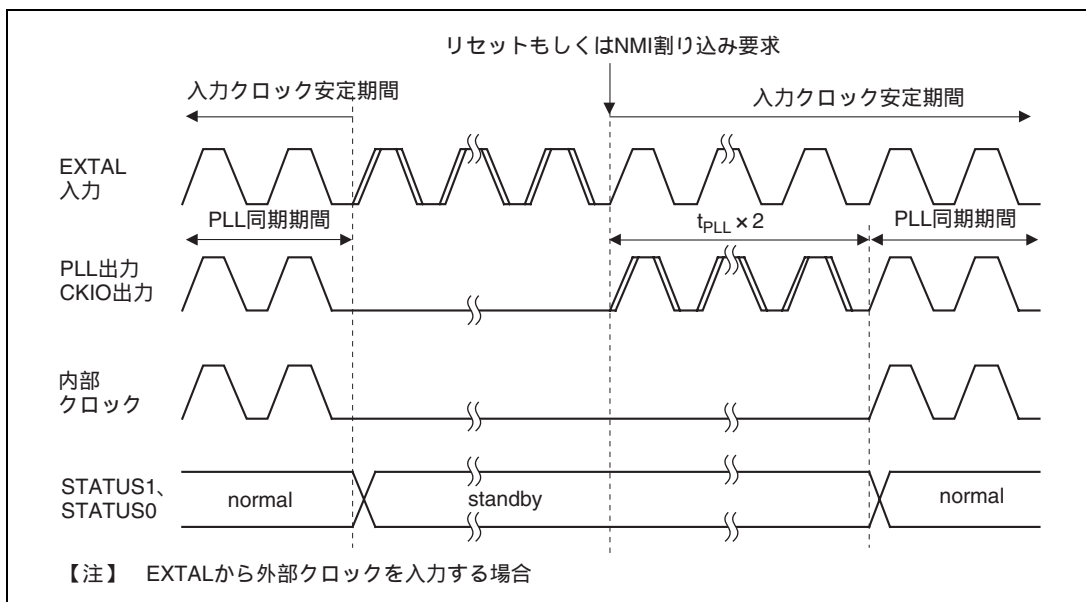 リセットもしくはNMI割り込み要求
入力クロック安定期間
入力クロック安定期間
EXTAL
入力
PLL同期期間
tPLL×2
PLL同期期間
PLL出力
CKIO出力
内部
クロック
STATUS1、
STATUS0
normal
standby
normal
【注】 EXTALから外部クロックを入力する場合